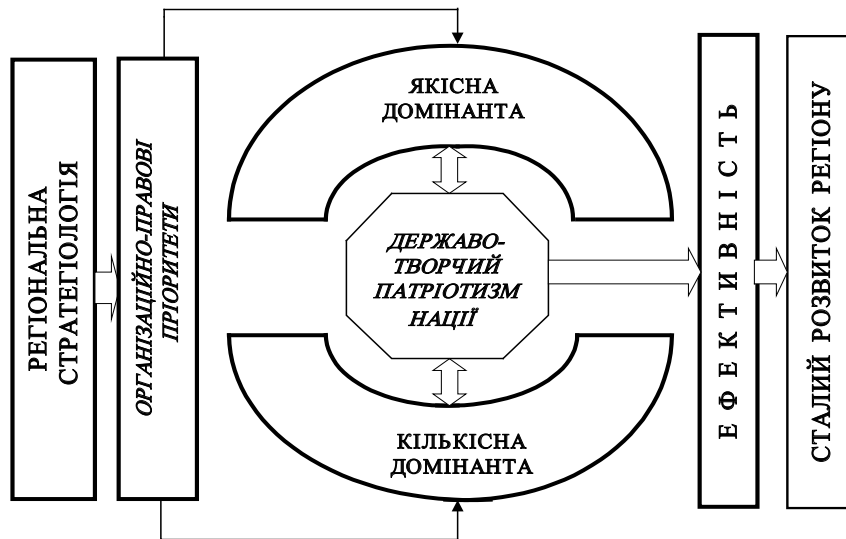 РЕГІОНАЛЬНА
СТРАТЕГІОЛОГІЯ
ОРГАНІЗАЦІЙНО-ПРАВОВІ
ПРІОРИТЕТИ
ЯКІСНА
ДОМІНАНТА
ДЕРЖАВО-
ТВОРЧИЙ
ПАТРІОТИЗМ
НАЦІЇ
КІЛЬКІСНА
ДОМІНАНТА
Е Ф Е К Т И В Н І С Т Ь
СТАЛИЙ РОЗВИТОК РЕГІОНУ